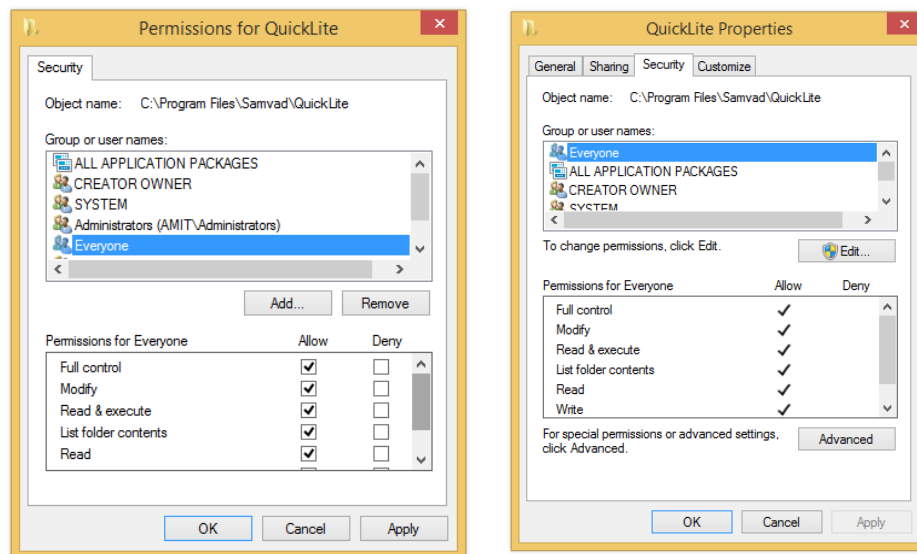 Permissions for QuickLite
Security
Object name: C:\Program Files\Samvad\QuickLite
Group or user names:
ALL APPLICATION PACKAGES
CREATOR OWNER
SYSTEM
Administrators (AMIT\Administrators)
Everyone
Add... Remove
Permissions for Everyone Allow Deny
Full control
Modify
Read & execute
List folder contents
Read
OK Cancel Apply
QuickLite Properties
General Sharing Security Customize
Object name: C:\Program Files\Samvad\QuickLite
Group or user names:
Everyone
ALL APPLICATION PACKAGES
CREATOR OWNER
SYSTEM
To change permissions, click Edit. Edit...
Permissions for Everyone Allow Deny
Full control
Modify
Read & execute
List folder contents
Read
Write
For special permissions or advanced settings,
click Advanced. Advanced
OK Cancel Apply